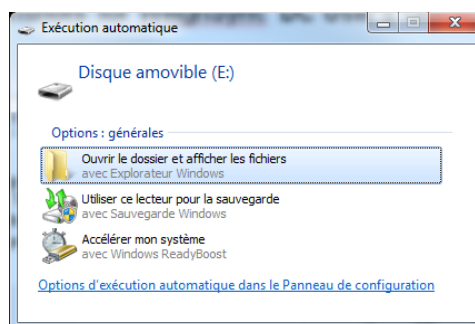 Exécution automatique
Disque amovible (E:)
Options : générales
Ouvrir le dossier et afficher les fichiers
avec Explorateur Windows
Utiliser ce lecteur pour la sauvegarde
avec Sauvegarde Windows
Accélérer mon système
avec Windows ReadyBoost
Options d'exécution automatique dans le Panneau de configuration